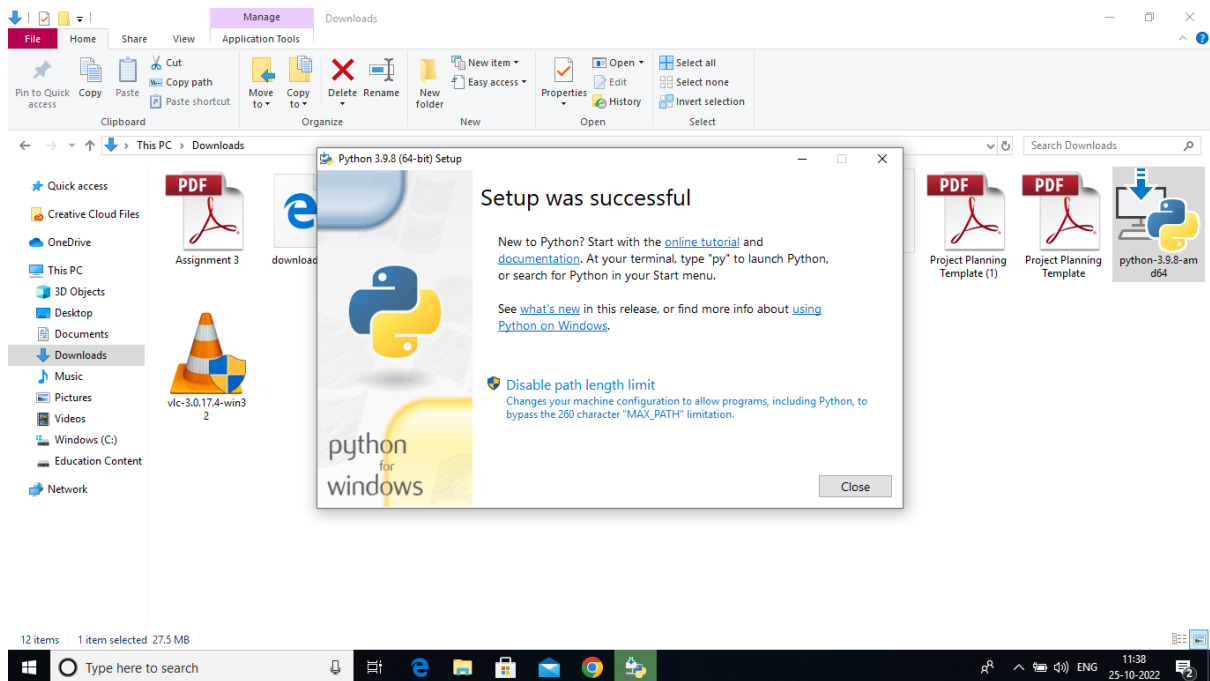 Manage
Downloads
File
Home
Share
View
Application Tools
Pin to Quick access
Copy
Paste
Cut
Copy path
Paste shortcut
Move to
Copy to
Delete
Rename
New folder
New item
Easy access
Properties
Open
Edit
History
Select all
Select none
Invert selection
Clipboard
Organize
New
Open
Select
This PC
Downloads
Search Downloads
Quick access
Creative Cloud Files
OneDrive
This PC
3D Objects
Desktop
Documents
Downloads
Music
Pictures
Videos
Windows (C:)
Education Content
Network
PDF
Assignment 3
download
vlc-3.0.17.4-win3
2
PDF
Project Planning
Template (1)
PDF
Project Planning
Template
python-3.9.8-am
d64
Python 3.9.8 (64-bit) Setup
Setup was successful
New to Python? Start with the online tutorial and
documentation. At your terminal, type "py" to launch Python,
or search for Python in your Start menu.
See what's new in this release, or find more info about using
Python on Windows.
Disable path length limit
Changes your machine configuration to allow programs, including Python, to
bypass the 260 character "MAX_PATH" limitation.
python
for
windows
Close
12 items
1 item selected 27.5 MB
Type here to search
ENG
11:38
25-10-2022
2